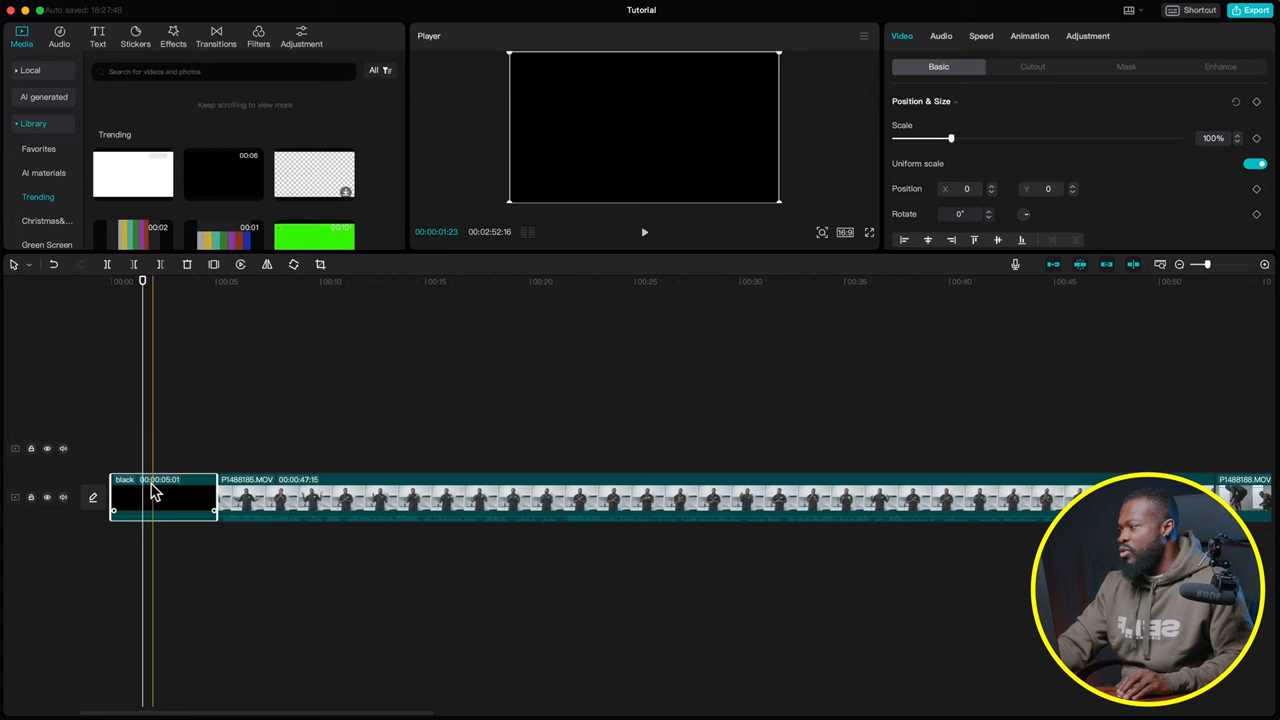 Auto saved: 16:27:48
Tutorial
Shortcut
Export
Media
Audio
Text
Stickers
Effects
Transitions
Filters
Adjustment
Local
AI generated
Library
Favorites
AI materials
Trending
Christmas&...
Green Screen
Search for videos and photos
All
Keep scrolling to view more
Trending
00:06
00:02
00:01
00:10
Player
00:00:01:23
00:02:52:16
16:9
Video
Audio
Speed
Animation
Adjustment
Basic
Cutout
Mask
Enhance
Position & Size
Scale
100%
Uniform scale
Position
X 0
Y 0
Rotate
0°
00:00
00:05
00:10
00:15
00:20
00:25
00:30
00:35
00:40
00:45
00:50
black 00:00:05:01
P1488185.MOV 00:00:47:15
P1488188.MOV